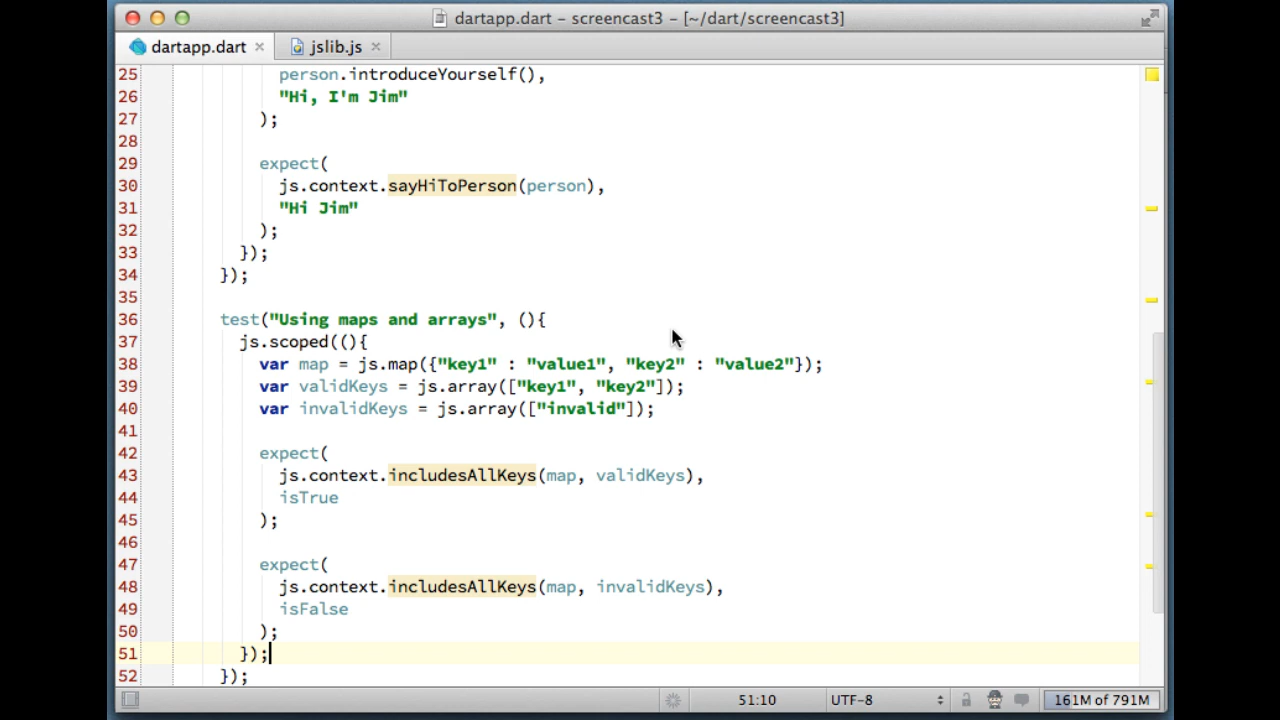 dartapp.dart – screencast3 – [~/dart/screencast3]
dartapp.dart × jslib.js ×
25 person.introduceYourself(),
26 "Hi, I'm Jim"
27 );
28
29 expect(
30 js.context.sayHiToPerson(person),
31 "Hi Jim"
32 );
33 });
34 });
35
36 test("Using maps and arrays", (){
37 js.scoped((){
38 var map = js.map({"key1" : "value1", "key2" : "value2"});
39 var validKeys = js.array(["key1", "key2"]);
40 var invalidKeys = js.array(["invalid"]);
41
42 expect(
43 js.context.includesAllKeys(map, validKeys),
44 isTrue
45 );
46
47 expect(
48 js.context.includesAllKeys(map, invalidKeys),
49 isFalse
50 );
51 });
52 });
51:10 UTF-8 161M of 791M